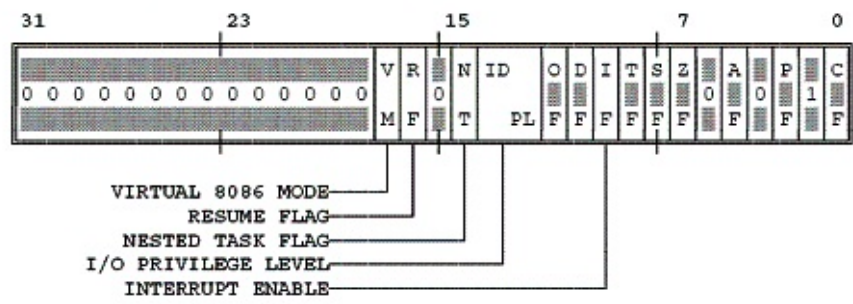 31 23 15 7 0
V R N ID O D I T S Z A P C
0 0 0 0 0 0 0 0 0 0 0 0 0 0 0 0 0 1
M F T PL F F F F F F F F F
VIRTUAL 8086 MODE
RESUME FLAG
NESTED TASK FLAG
I/O PRIVILEGE LEVEL
INTERRUPT ENABLE